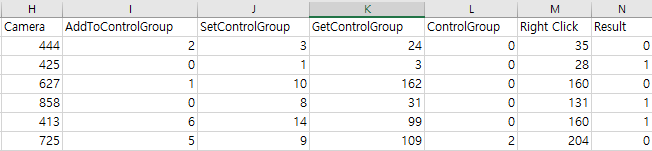 H I J K L M N
Camera AddToControlGroup SetControlGroup GetControlGroup ControlGroup Right Click Result
444 2 3 24 0 35 0
425 0 1 3 0 28 1
627 1 10 162 0 160 0
858 0 8 31 0 131 1
413 6 14 99 0 160 1
725 5 9 109 2 204 0